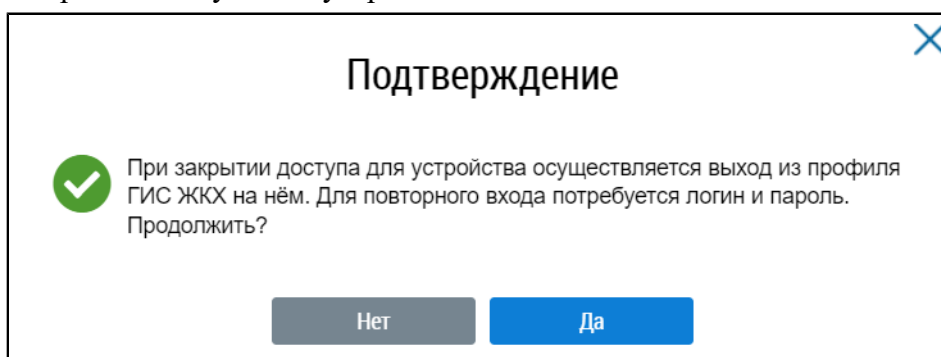 Подтверждение
При закрытии доступа для устройства осуществляется выход из профиля
ГИС ЖКХ на нём. Для повторного входа потребуется логин и пароль.
Продолжить?
Нет
Да